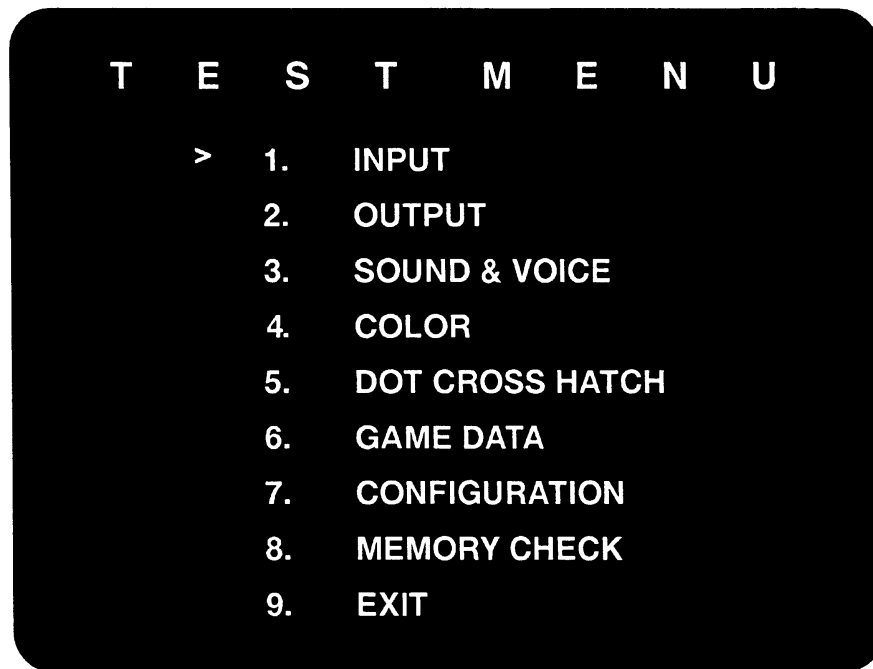 T E S T M E N U
> 1. INPUT
2. OUTPUT
3. SOUND & VOICE
4. COLOR
5. DOT CROSS HATCH
6. GAME DATA
7. CONFIGURATION
8. MEMORY CHECK
9. EXIT